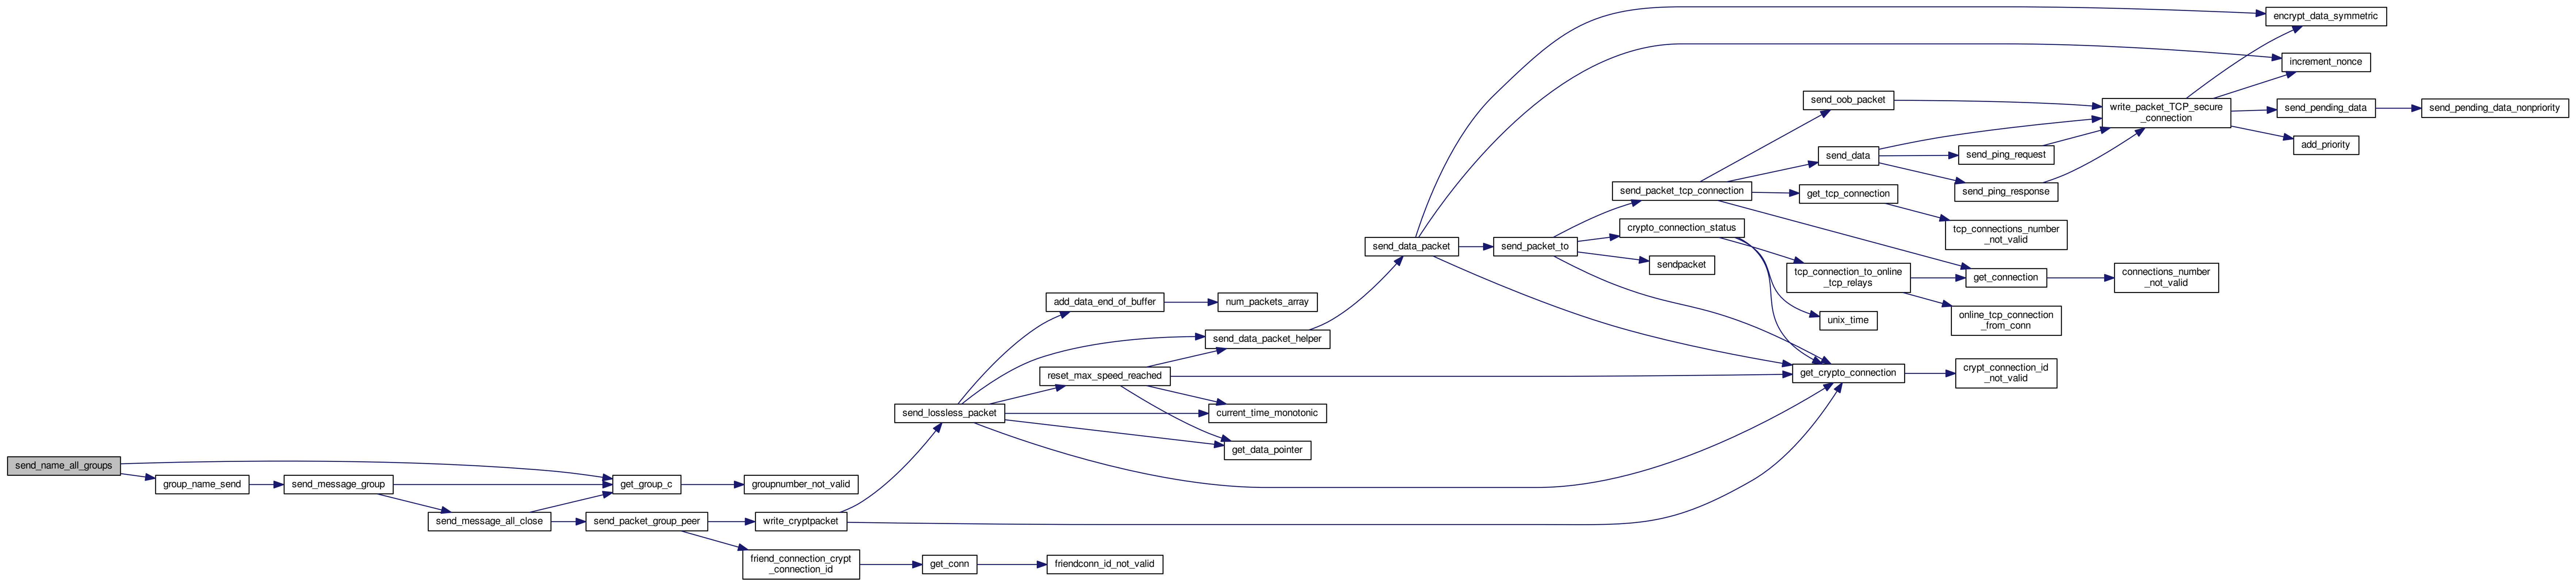 encrypt_data_symmetric
increment_nonce
send_oob_packet
write_packet_TCP_secure
_connection
send_pending_data
send_pending_data_nonpriority
add_priority
send_data
send_ping_request
send_packet_tcp_connection
get_tcp_connection
send_ping_response
crypto_connection_status
tcp_connections_number
_not_valid
send_data_packet
send_packet_to
sendpacket
tcp_connection_to_online
_tcp_relays
get_connection
connections_number
_not_valid
add_data_end_of_buffer
num_packets_array
unix_time
online_tcp_connection
_from_conn
send_data_packet_helper
reset_max_speed_reached
get_crypto_connection
crypt_connection_id
_not_valid
send_lossless_packet
current_time_monotonic
get_data_pointer
send_name_all_groups
group_name_send
send_message_group
get_group_c
groupnumber_not_valid
send_message_all_close
send_packet_group_peer
write_cryptpacket
friend_connection_crypt
_connection_id
get_conn
friendconn_id_not_valid